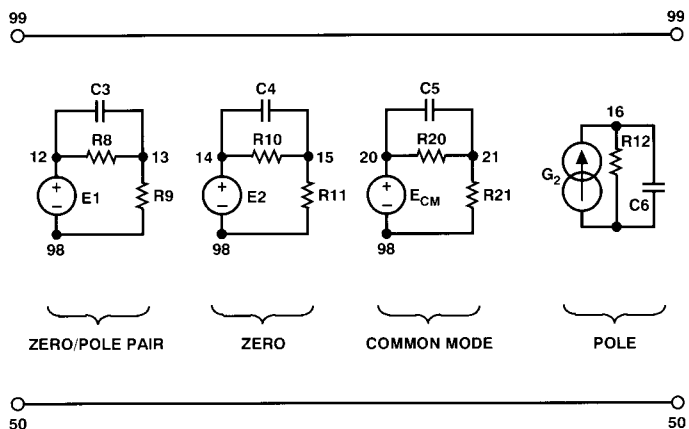 99 99
C3 C4 C5
16
12 R8 13 14 R10 15 20 R20 21 R12
+ + +
− E1 R9 − E2 R11 − ECM R21 G2 C6
98 98 98
ZERO/POLE PAIR ZERO COMMON MODE POLE
50 50